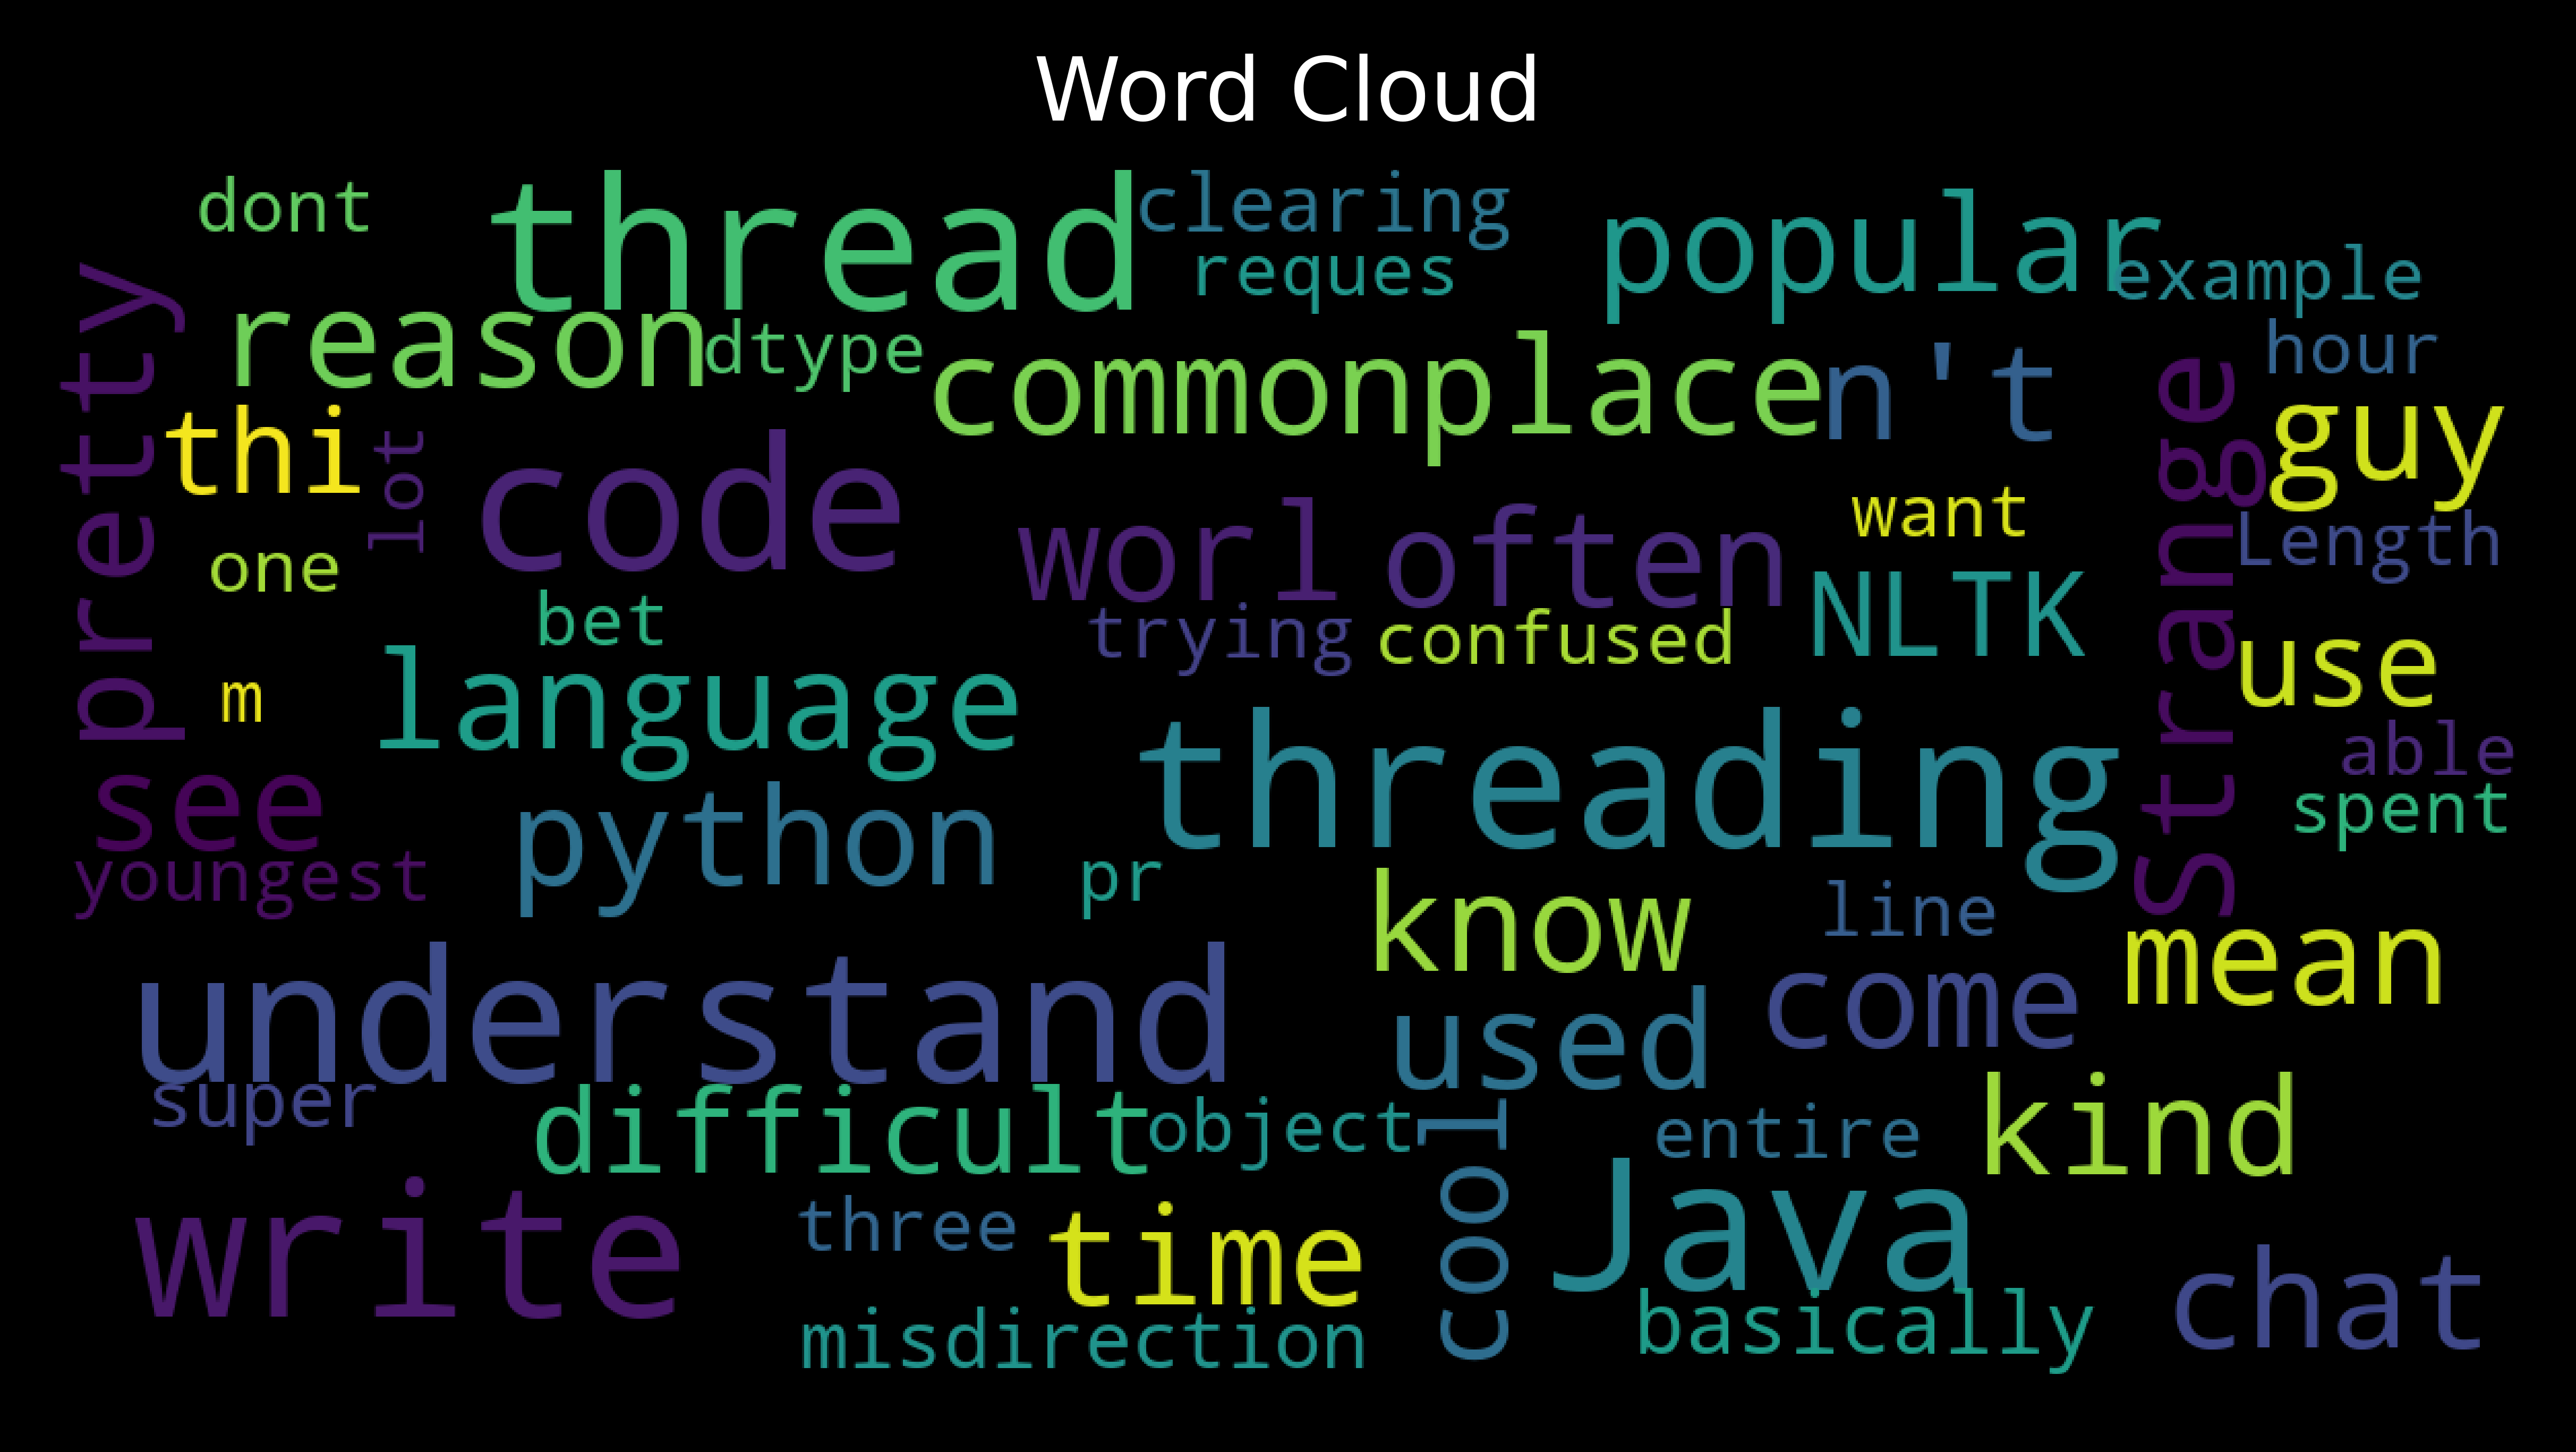 Word Cloud
dont
thread
clearing
popular
reques
example
pretty
reason
dtype
commonplace
n't
Strange
hour
thi
lot
code
guy
worl
often
want
Length
one
bet
trying
confused
NLTK
use
m
language
threading
able
see
python
spent
youngest
pr
know
line
mean
understand
used
come
super
difficult
object
cool
entire
kind
write
three
time
Java
chat
misdirection
basically